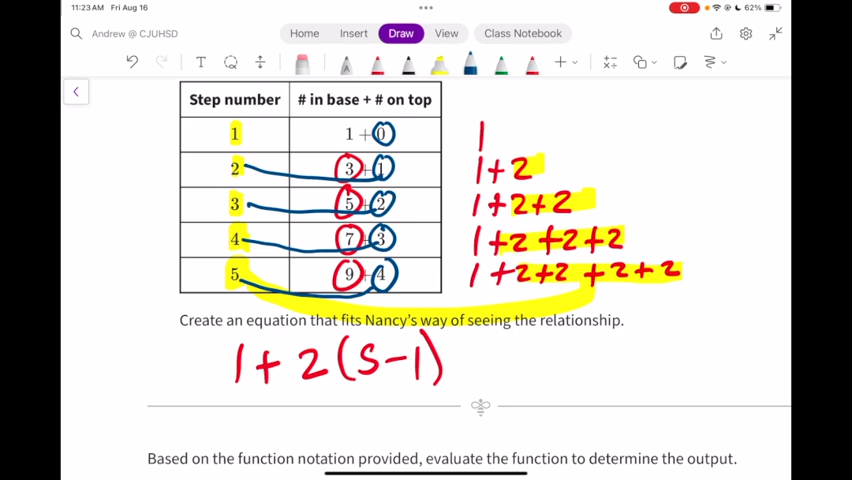 11:23 AM Fri Aug 16
62%
Andrew @ CJUHSD
Home Insert Draw View Class Notebook
Step number # in base + # on top
1 1 + 0 1
2 3 + 1 1+2
3 5 + 2 1+2+2
4 7 + 3 1+2+2+2
5 9 + 4 1+2+2+2+2
Create an equation that fits Nancy's way of seeing the relationship.
1+2(S-1)
Based on the function notation provided, evaluate the function to determine the output.